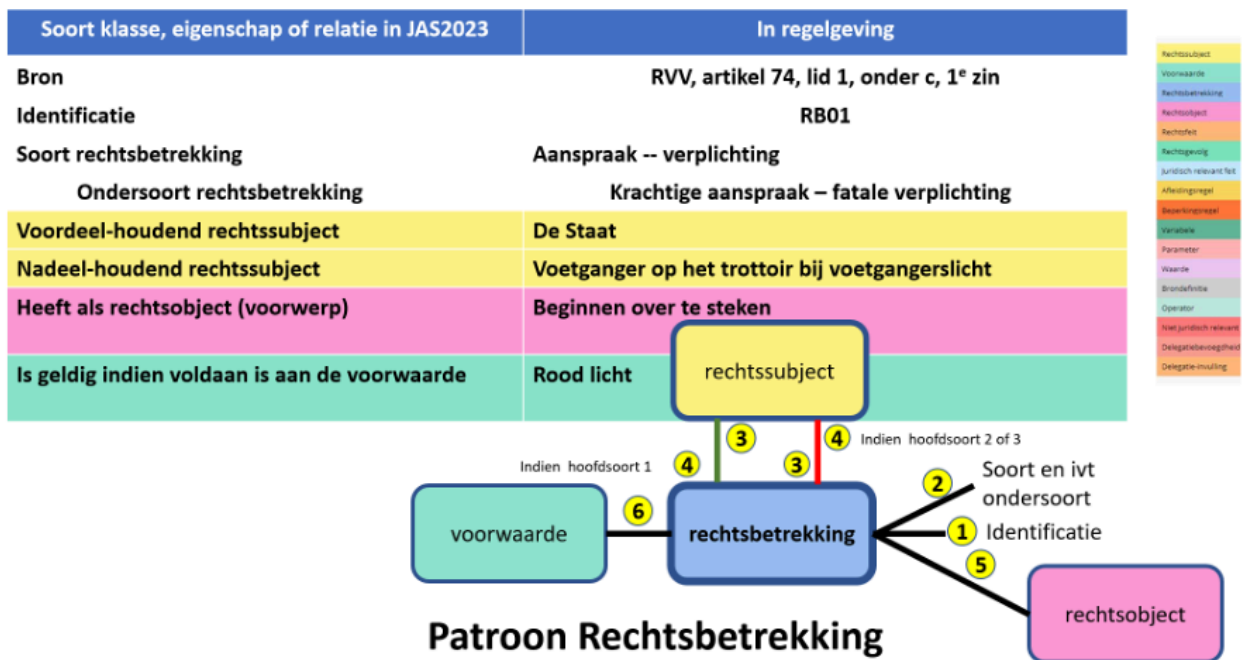 Soort klasse, eigenschap of relatie in JAS2023 In regelgeving
Bron RVV, artikel 74, lid 1, onder c, 1e zin
Identificatie RB01
Soort rechtsbetrekking Aanspraak -- verplichting
Ondersoort rechtsbetrekking Krachtige aanspraak – fatale verplichting
Voordeel-houdend rechtssubject De Staat
Nadeel-houdend rechtssubject Voetganger op het trottoir bij voetgangerslicht
Heeft als rechtsobject (voorwerp) Beginnen over te steken
Is geldig indien voldaan is aan de voorwaarde Rood licht
rechtssubject
3
4
Indien hoofdsoort 2 of 3
Indien hoofdsoort 1
4
3
2
Soort en ivt
ondersoort
voorwaarde
6
rechtsbetrekking
1
Identificatie
5
rechtsobject
Patroon Rechtsbetrekking
Rechtssubject
Voorwaarde
Rechtsbetrekking
Rechtsobject
Rechtsfeit
Rechtsgevolg
Juridisch relevant feit
Afleidingsregel
Beperkingsregel
Variabele
Parameter
Waarde
Brondefinitie
Operator
Niet juridisch relevant
Delegatiebevoegdheid
Delegatie-invulling